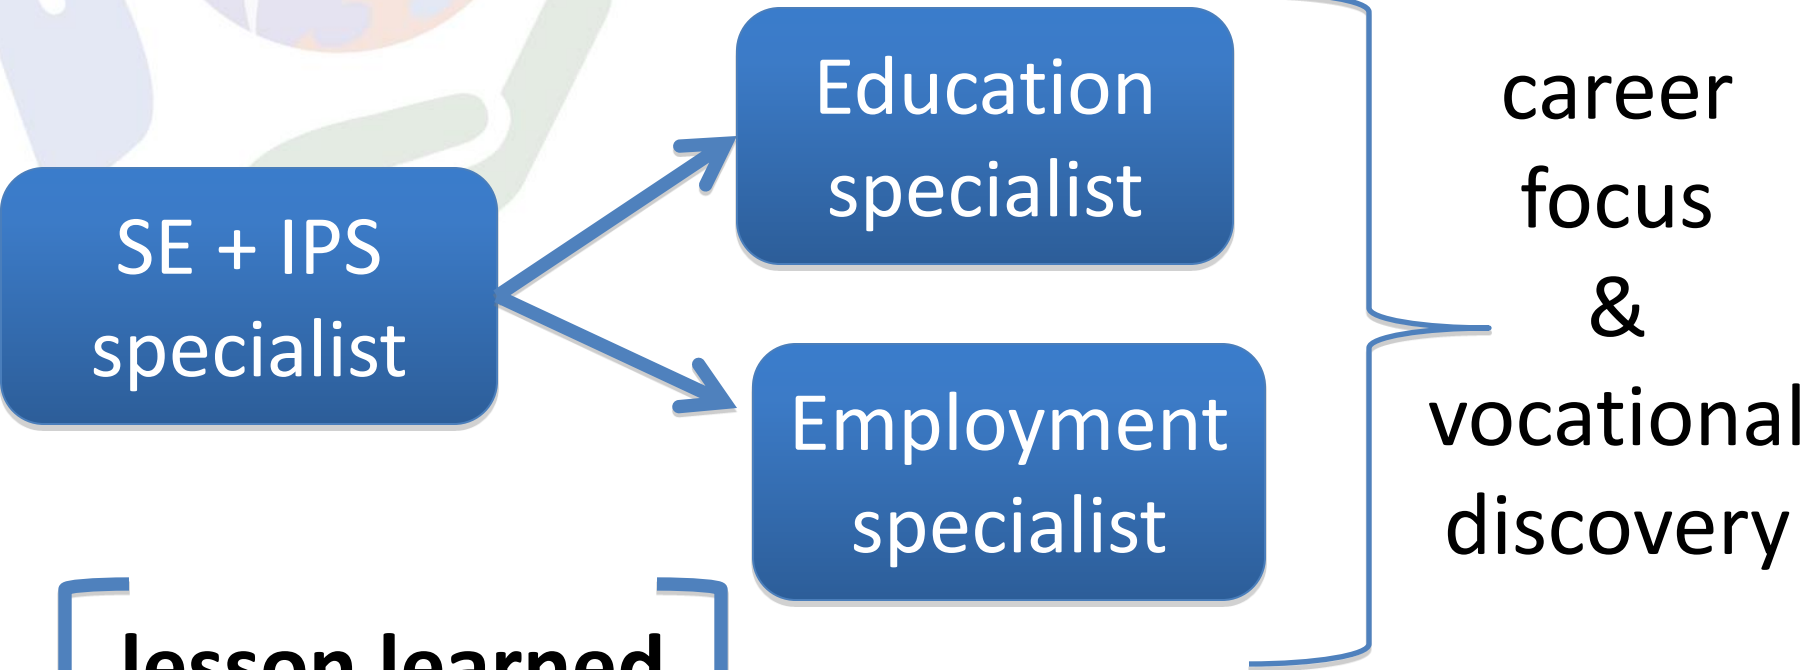 SE + IPS
specialist
Education
specialist
Employment
specialist
career
focus
&
vocational
discovery
lesson learned